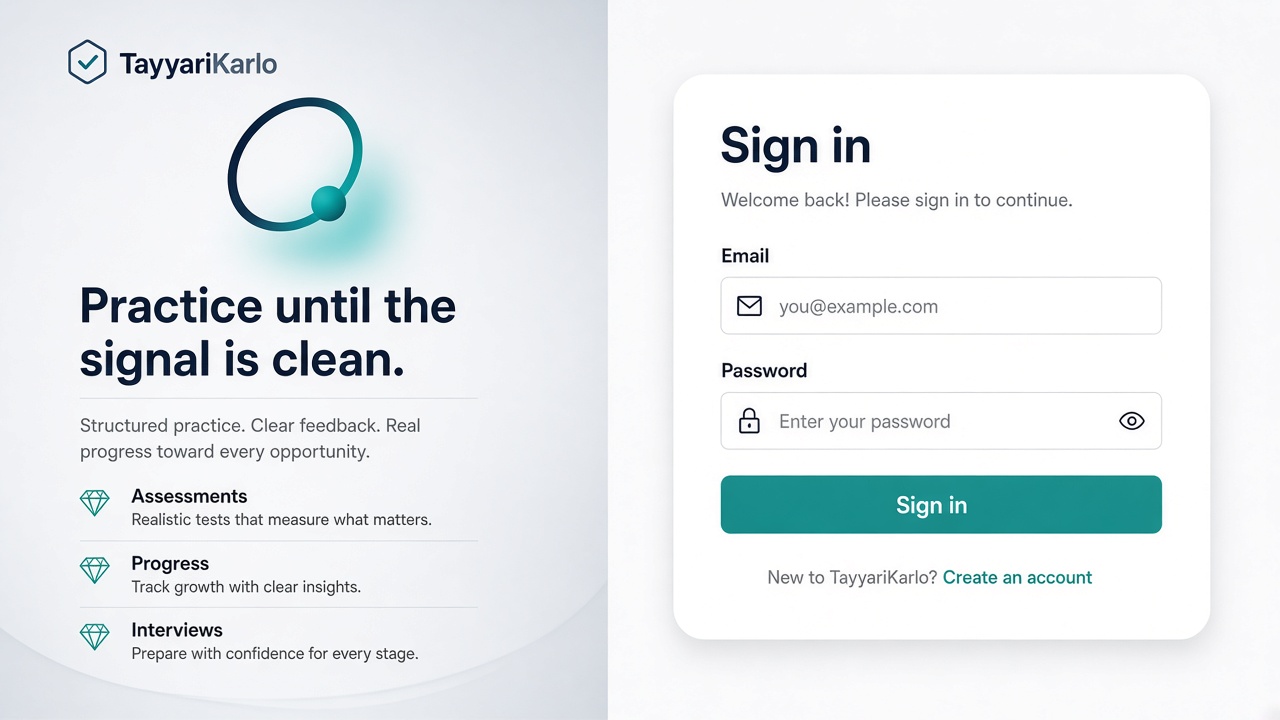 TayyariKarlo
Practice until the
signal is clean.
Structured practice. Clear feedback. Real
progress toward every opportunity.
Assessments
Realistic tests that measure what matters.
Progress
Track growth with clear insights.
Interviews
Prepare with confidence for every stage.
Sign in
Welcome back! Please sign in to continue.
Email
you@example.com
Password
Enter your password
Sign in
New to TayyariKarlo? Create an account